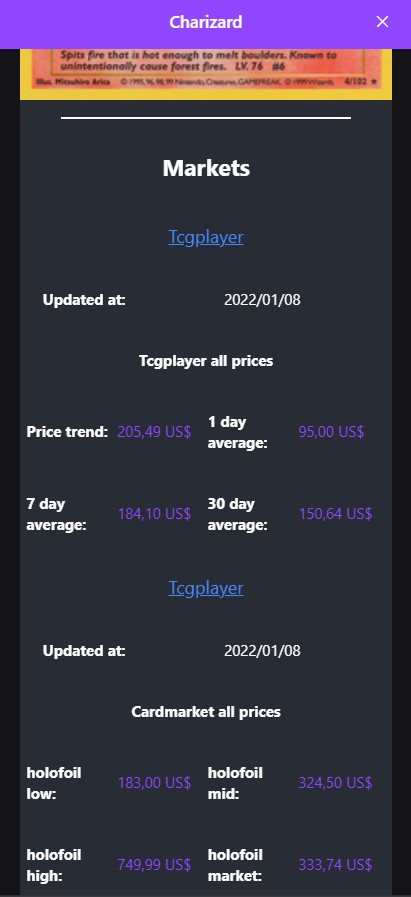 Charizard
Spits fire that is hot enough to melt boulders. Known to
unintentionally cause forest fires. LV. 76 #6
Illus. Mitsuhiro Arita © 1995, 96, 98, 99 Nintendo, Creatures, GAMEFREAK. © 1999 Wizards. 4/102 ★
Markets
Tcgplayer
Updated at: 2022/01/08
Tcgplayer all prices
Price trend: 205,49 US$ 1 day
average: 95,00 US$
7 day
average: 184,10 US$ 30 day
average: 150,64 US$
Tcgplayer
Updated at: 2022/01/08
Cardmarket all prices
holofoil
low: 183,00 US$ holofoil
mid: 324,50 US$
holofoil
high: 749,99 US$ holofoil
market: 333,74 US$